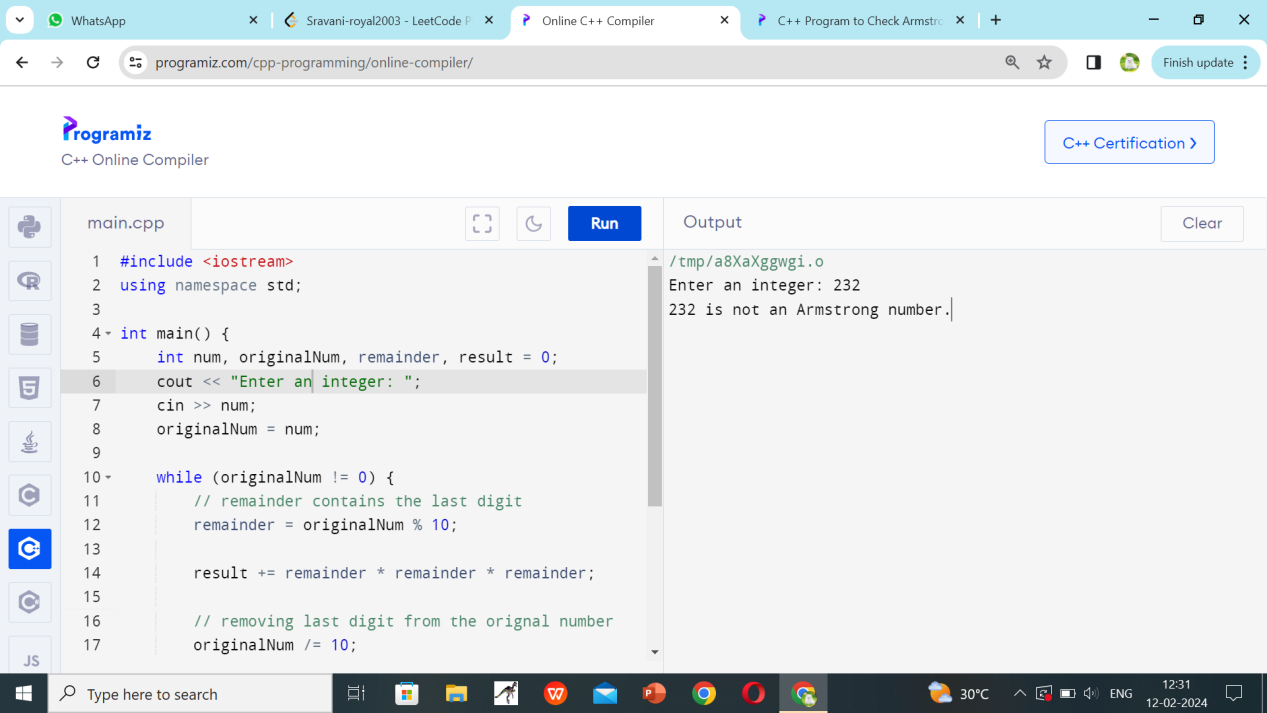 WhatsApp
Sravani-royal2003 - LeetCode P
Online C++ Compiler
C++ Program to Check Armstro
programiz.com/cpp-programming/online-compiler/
Finish update
Programiz
C++ Online Compiler
C++ Certification ❯
main.cpp
Run
Output
Clear
1 #include <iostream>
2 using namespace std;
3
4 int main() {
5 int num, originalNum, remainder, result = 0;
6 cout << "Enter an integer: ";
7 cin >> num;
8 originalNum = num;
9
10 while (originalNum != 0) {
11 // remainder contains the last digit
12 remainder = originalNum % 10;
13
14 result += remainder * remainder * remainder;
15
16 // removing last digit from the orignal number
17 originalNum /= 10;
/tmp/a8XaXggwgi.o
Enter an integer: 232
232 is not an Armstrong number.
JS
Type here to search
30°C
ENG
12:31
12-02-2024